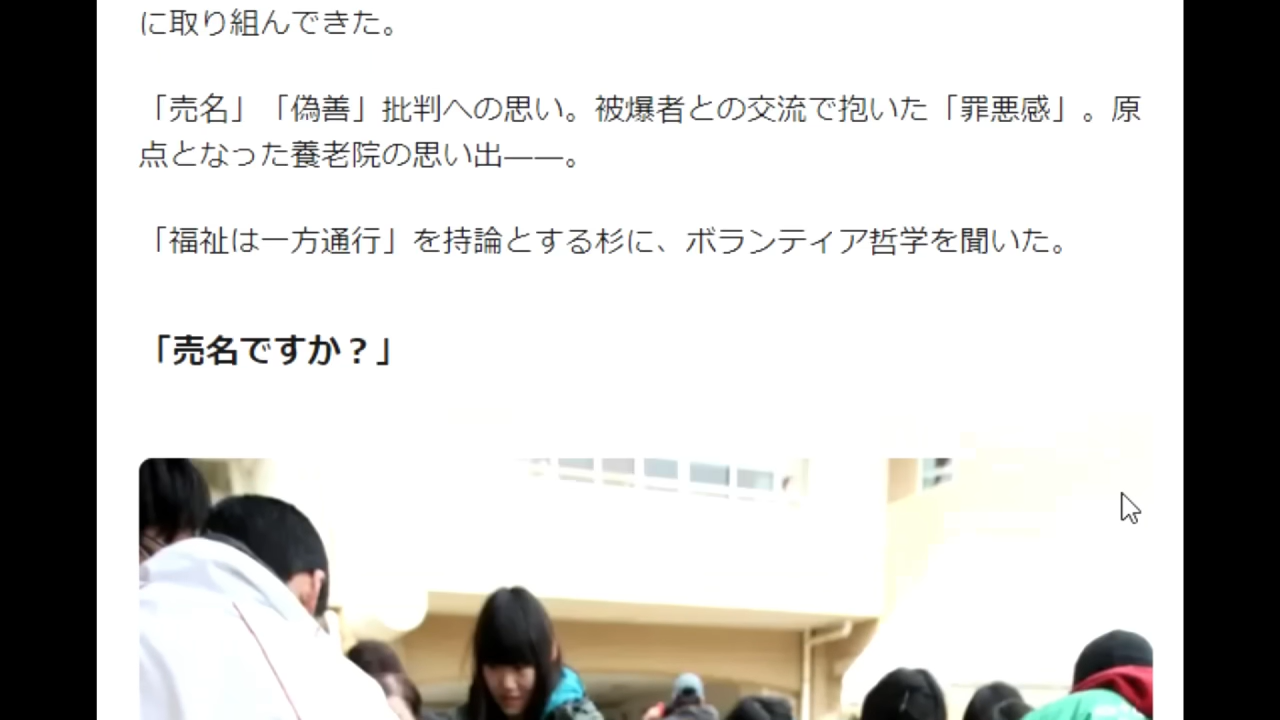 に取り組んできた。
「売名」「偽善」批判への思い。被爆者との交流で抱いた「罪悪感」。原
点となった養老院の思い出——。
「福祉は一方通行」を持論とする杉に、ボランティア哲学を聞いた。
「売名ですか？」